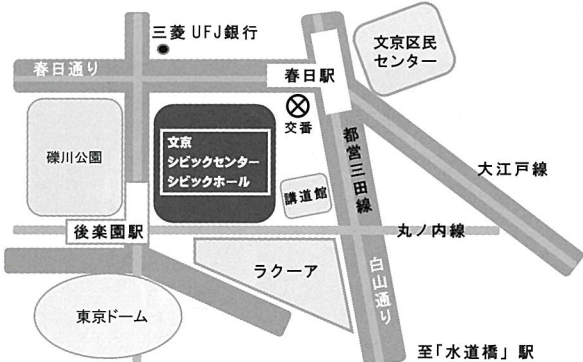 三菱 UFJ銀行
文京区民
センター
春日通り
春日駅
交番
礫川公園
文京
シビックセンター
シビックホール
都営三田線
大江戸線
講道館
後楽園駅
丸ノ内線
ラクーア
白山通り
東京ドーム
至「水道橋」駅